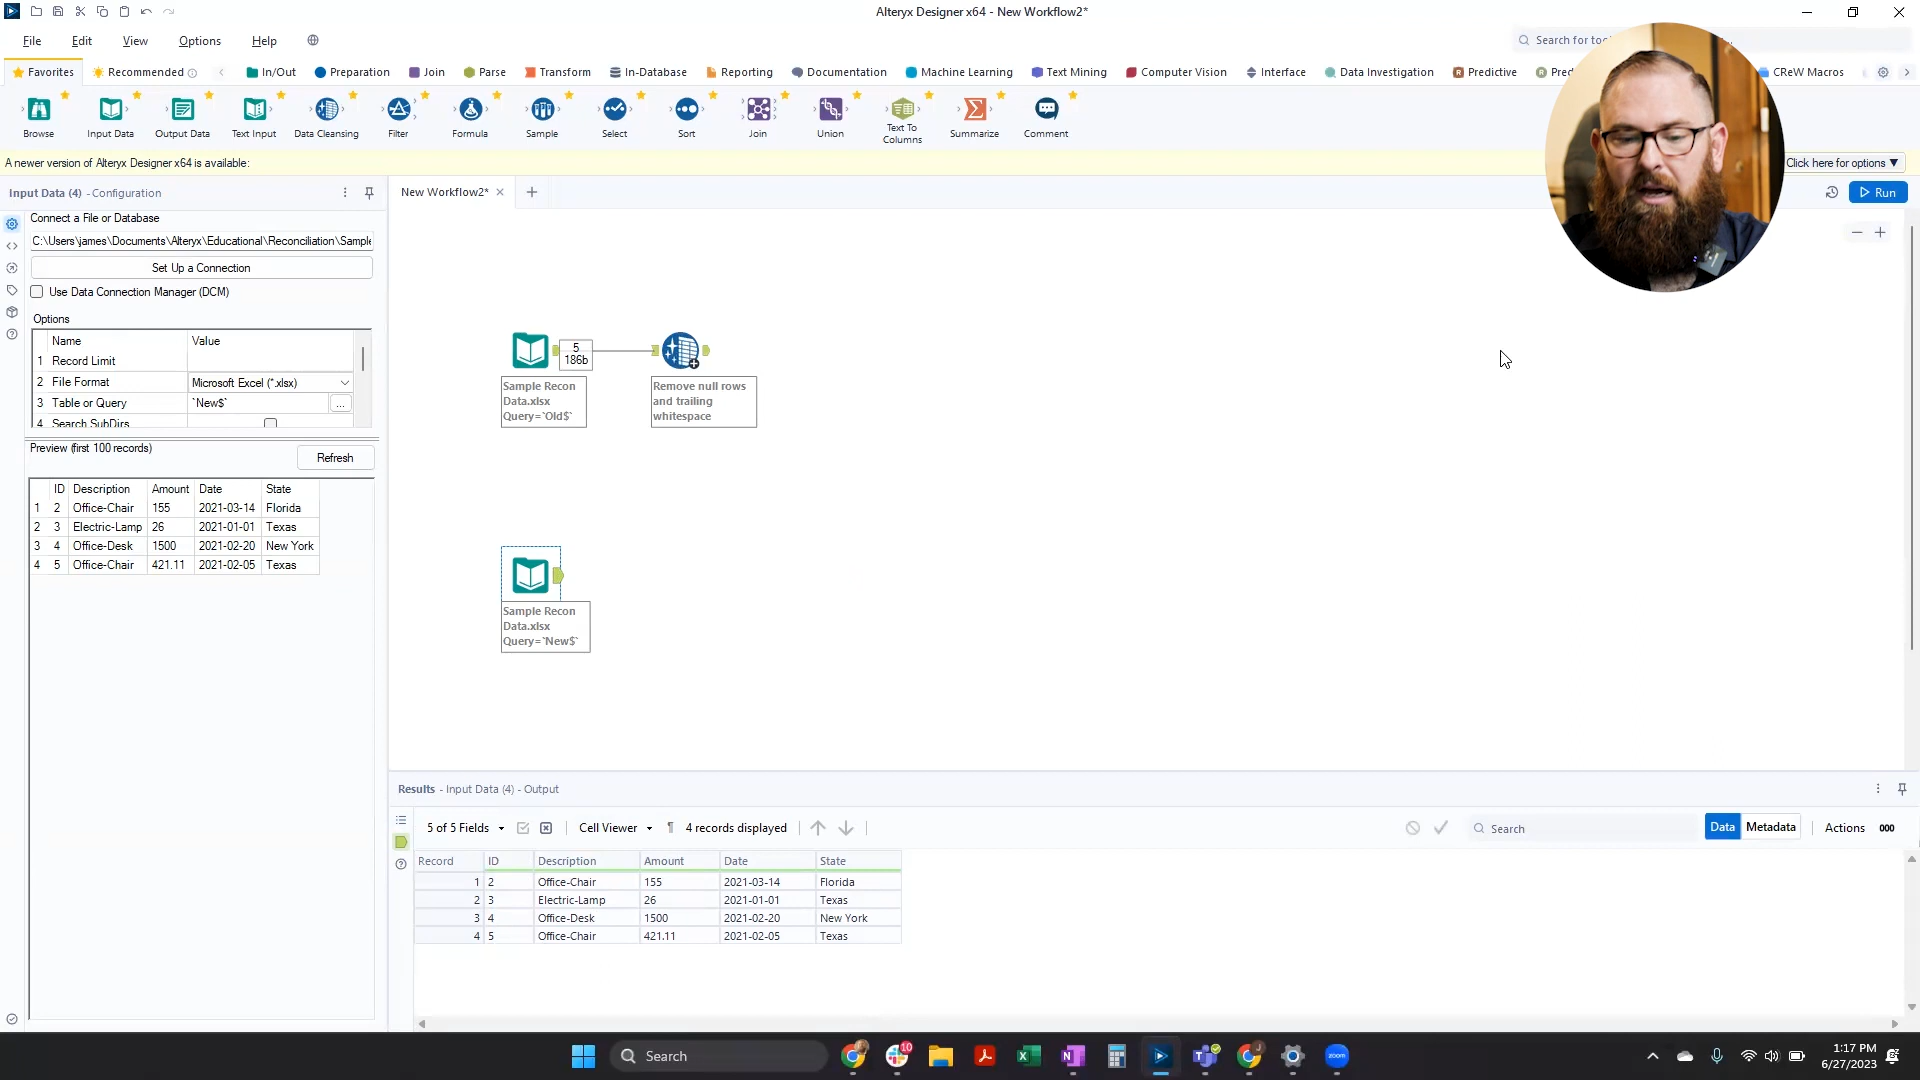 Alteryx Designer x64 - New Workflow2*
File Edit View Options Help
Search for too
Favorites Recommended In/Out Preparation Join Parse Transform In-Database Reporting Documentation Machine Learning Text Mining Computer Vision Interface Data Investigation Predictive CReW Macros
Browse Input Data Output Data Text Input Data Cleansing Filter Formula Sample Select Sort Join Union Text To Columns Summarize Comment
A newer version of Alteryx Designer x64 is available:
Click here for options ▼
Input Data (4) - Configuration
New Workflow2*
Run
Connect a File or Database
C:\Users\james\Documents\Alteryx\Educational\Reconciliation\Sample
Set Up a Connection
Use Data Connection Manager (DCM)
Options
Name Value
1 Record Limit
2 File Format Microsoft Excel (*.xlsx)
3 Table or Query `New$` ...
4 Search SubDirs
Preview (first 100 records)
Refresh
ID Description Amount Date State
1 2 Office-Chair 155 2021-03-14 Florida
2 3 Electric-Lamp 26 2021-01-01 Texas
3 4 Office-Desk 1500 2021-02-20 New York
4 5 Office-Chair 421.11 2021-02-05 Texas
5
186b
Sample Recon
Data.xlsx
Query=`Old$`
Remove null rows
and trailing
whitespace
Sample Recon
Data.xlsx
Query=`New$`
Results - Input Data (4) - Output
5 of 5 Fields Cell Viewer 4 records displayed Search Data Metadata Actions 000
Record ID Description Amount Date State
1 2 Office-Chair 155 2021-03-14 Florida
2 3 Electric-Lamp 26 2021-01-01 Texas
3 4 Office-Desk 1500 2021-02-20 New York
4 5 Office-Chair 421.11 2021-02-05 Texas
Search
10
zoom
1:17 PM
6/27/2023